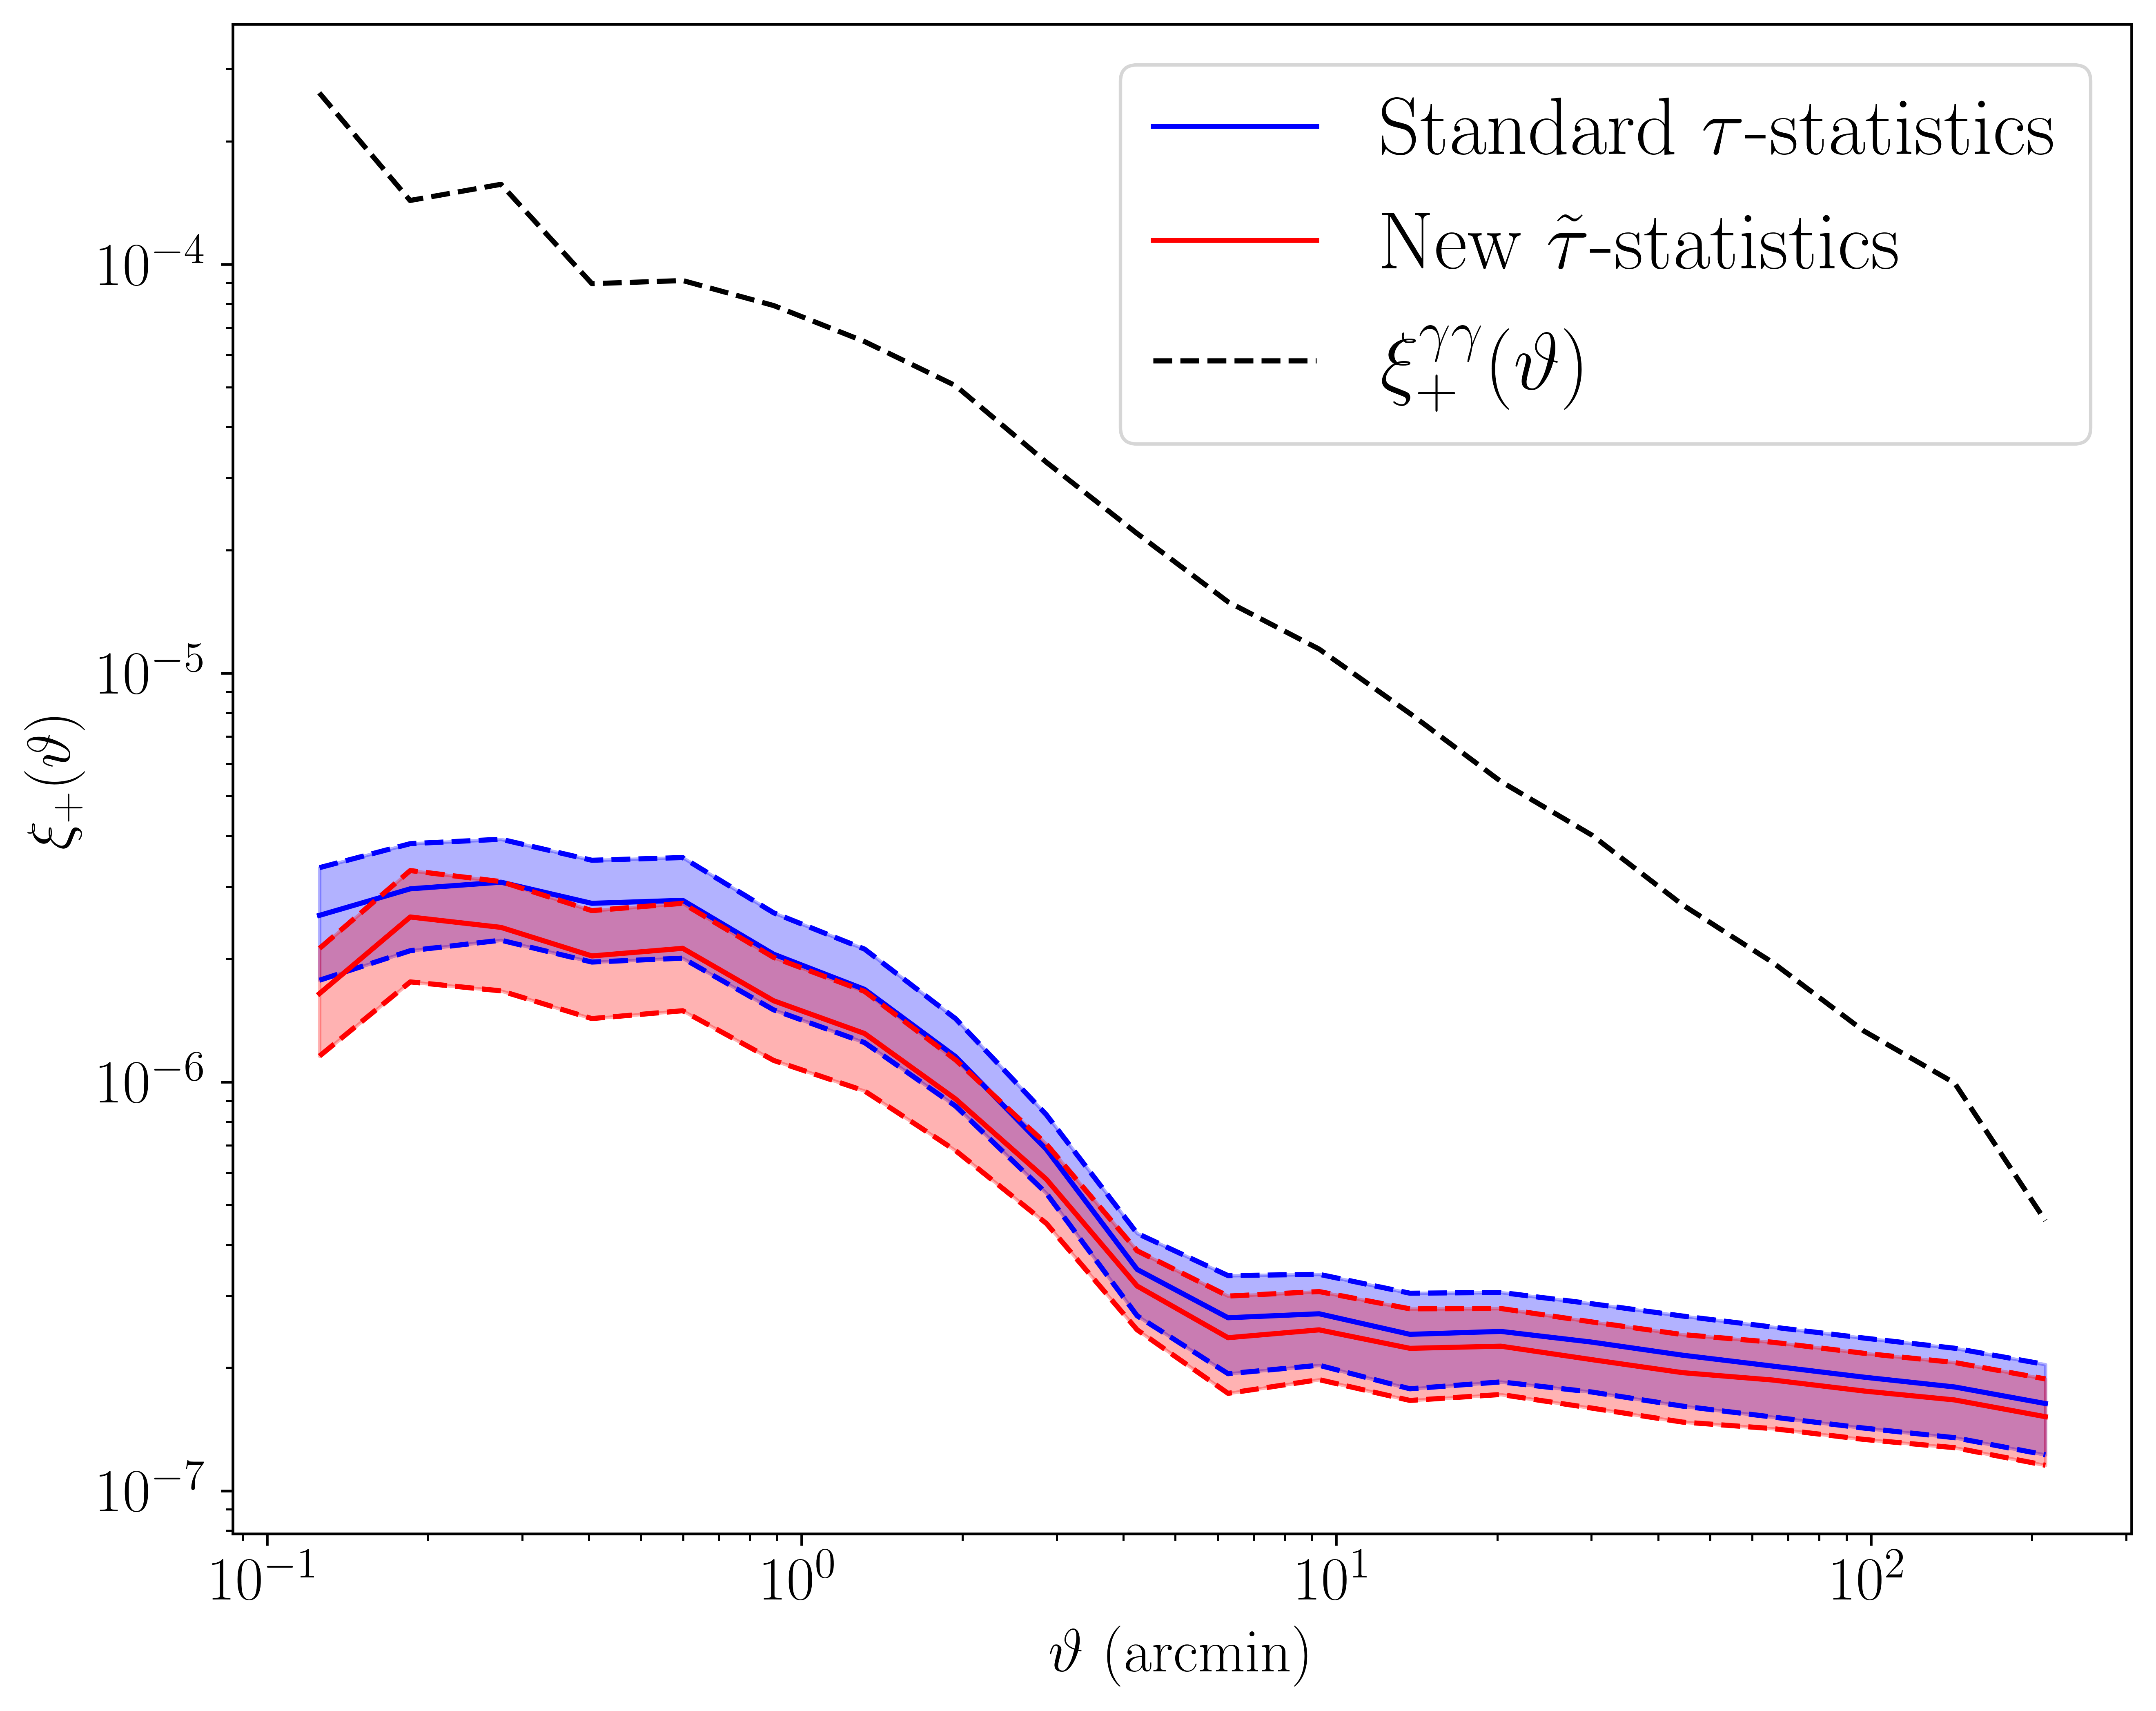 Standard τ-statistics
New τ̃-statistics
ξ₊^γγ(ϑ)
10⁻⁴
10⁻⁵
10⁻⁶
10⁻⁷
ξ₊(ϑ)
10⁻¹ 10⁰ 10¹ 10²
ϑ (arcmin)